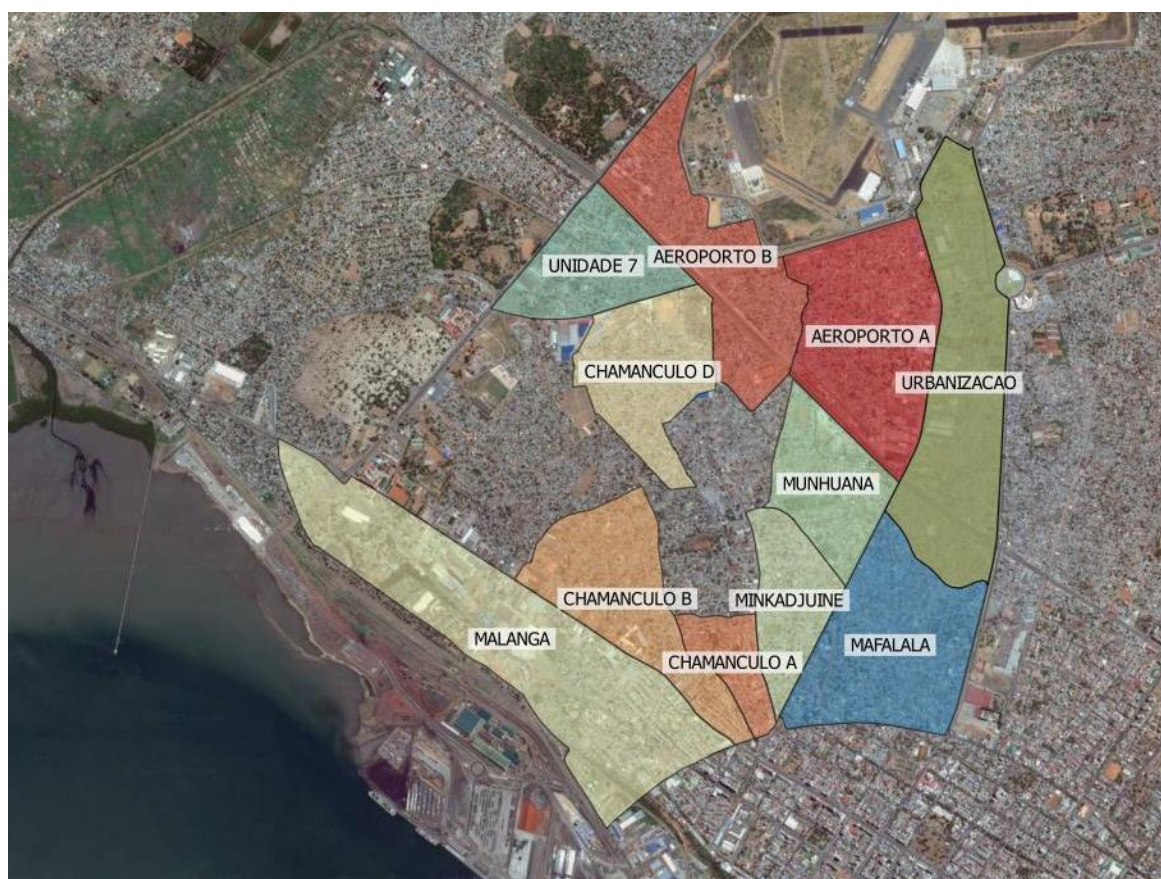 UNIDADE 7
AEROPORTO B
AEROPORTO A
CHAMANCULO D
URBANIZACAO
MUNHUANA
CHAMANCULO B
MINKADJUINE
MALANGA
CHAMANCULO A
MAFALALA